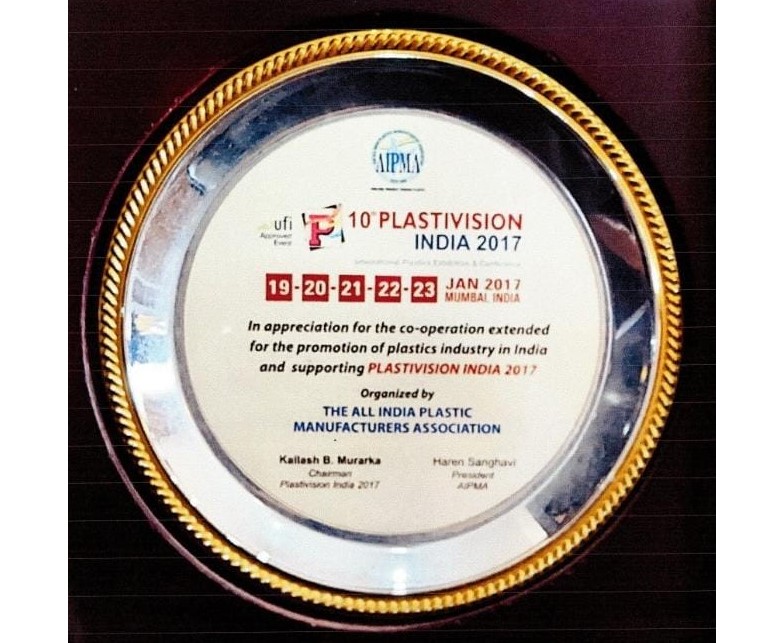 AIPMA
ufi
Approved
Event
P
10th PLASTIVISION
INDIA 2017
International Plastics Exhibition & Conference
19-20-21-22-23 JAN 2017
MUMBAI, INDIA
In appreciation for the co-operation extended
for the promotion of plastics industry in India
and supporting PLASTIVISION INDIA 2017
Organized by
THE ALL INDIA PLASTIC
MANUFACTURERS ASSOCIATION
Kailash B. Murarka
Chairman
Plastivision India 2017
Haren Sanghavi
President
AIPMA